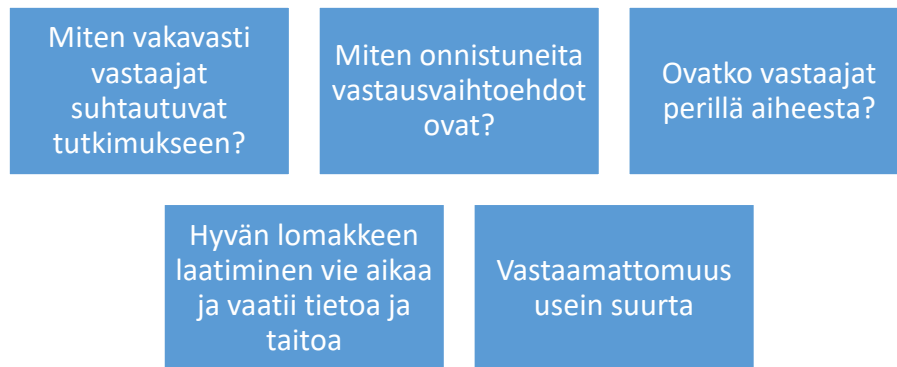 Miten vakavasti
vastaajat
suhtautuvat
tutkimukseen?
Miten onnistuneita
vastausvaihtoehdot
ovat?
Ovatko vastaajat
perillä aiheesta?
Hyvän lomakkeen
laatiminen vie aikaa
ja vaatii tietoa ja
taitoa
Vastaamattomuus
usein suurta